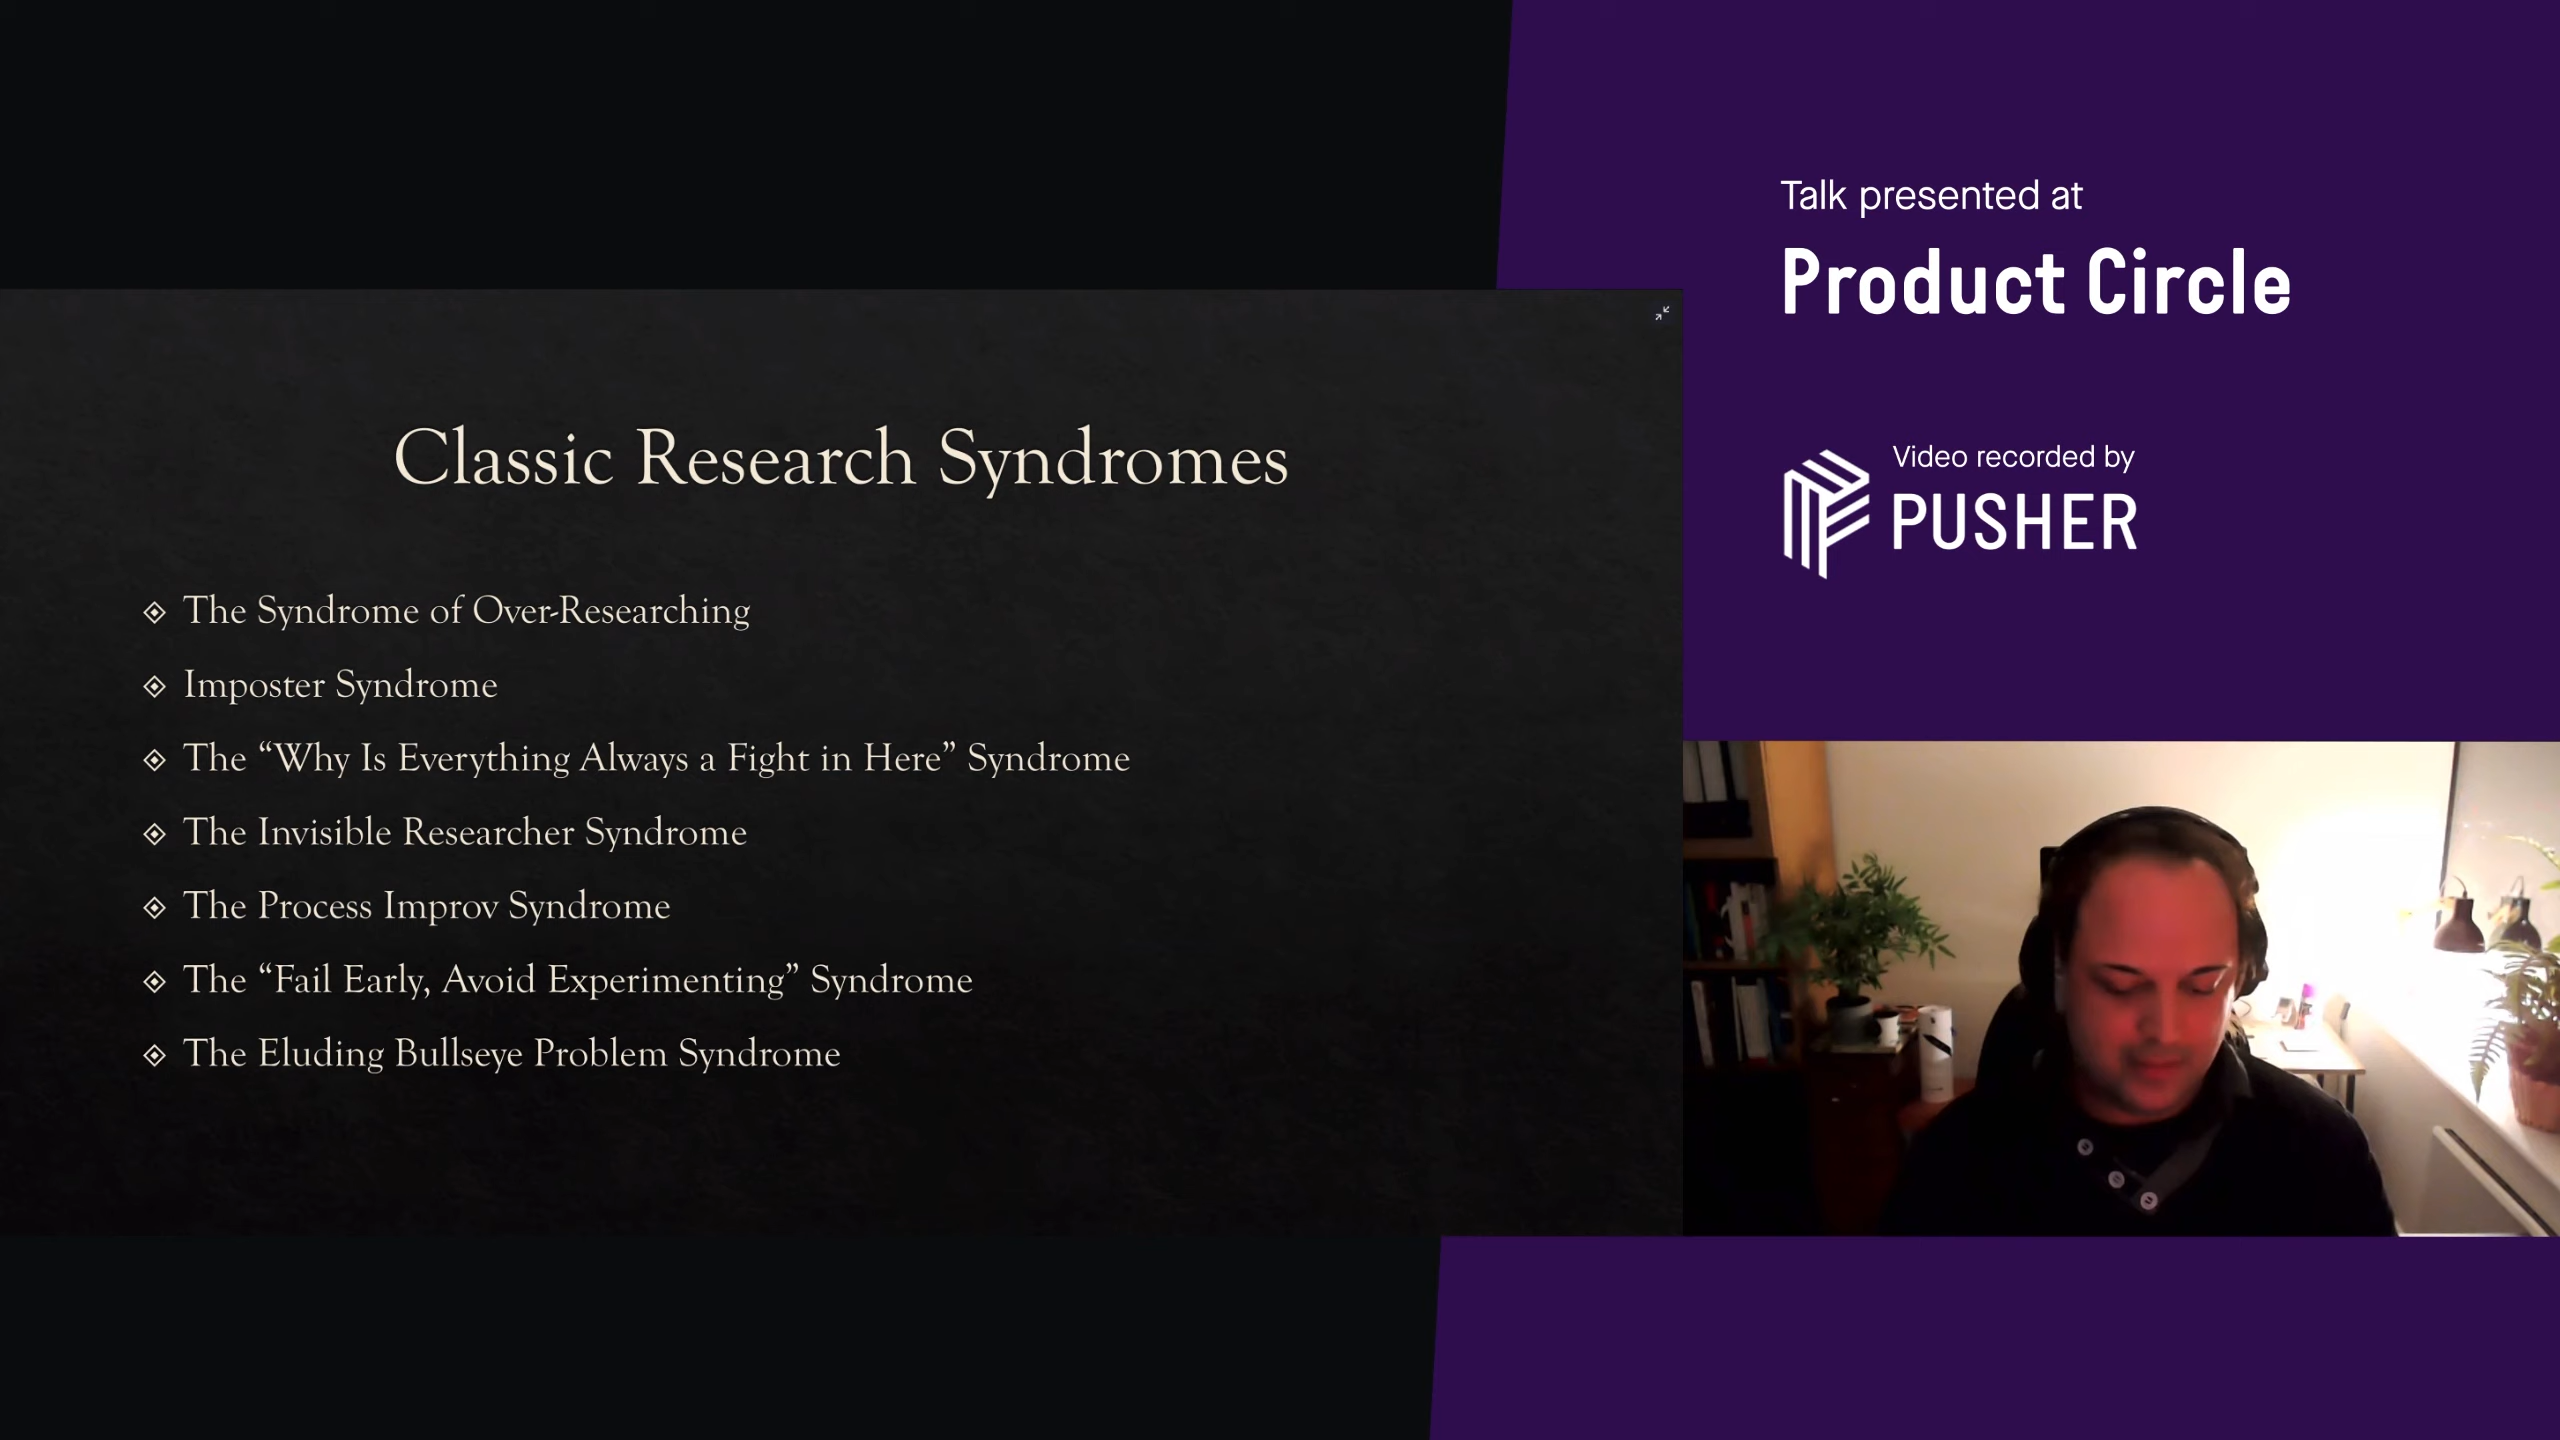 Classic Research Syndromes
The Syndrome of Over-Researching
Imposter Syndrome
The “Why Is Everything Always a Fight in Here” Syndrome
The Invisible Researcher Syndrome
The Process Improv Syndrome
The “Fail Early, Avoid Experimenting” Syndrome
The Eluding Bullseye Problem Syndrome
Talk presented at
Product Circle
Video recorded by
PUSHER